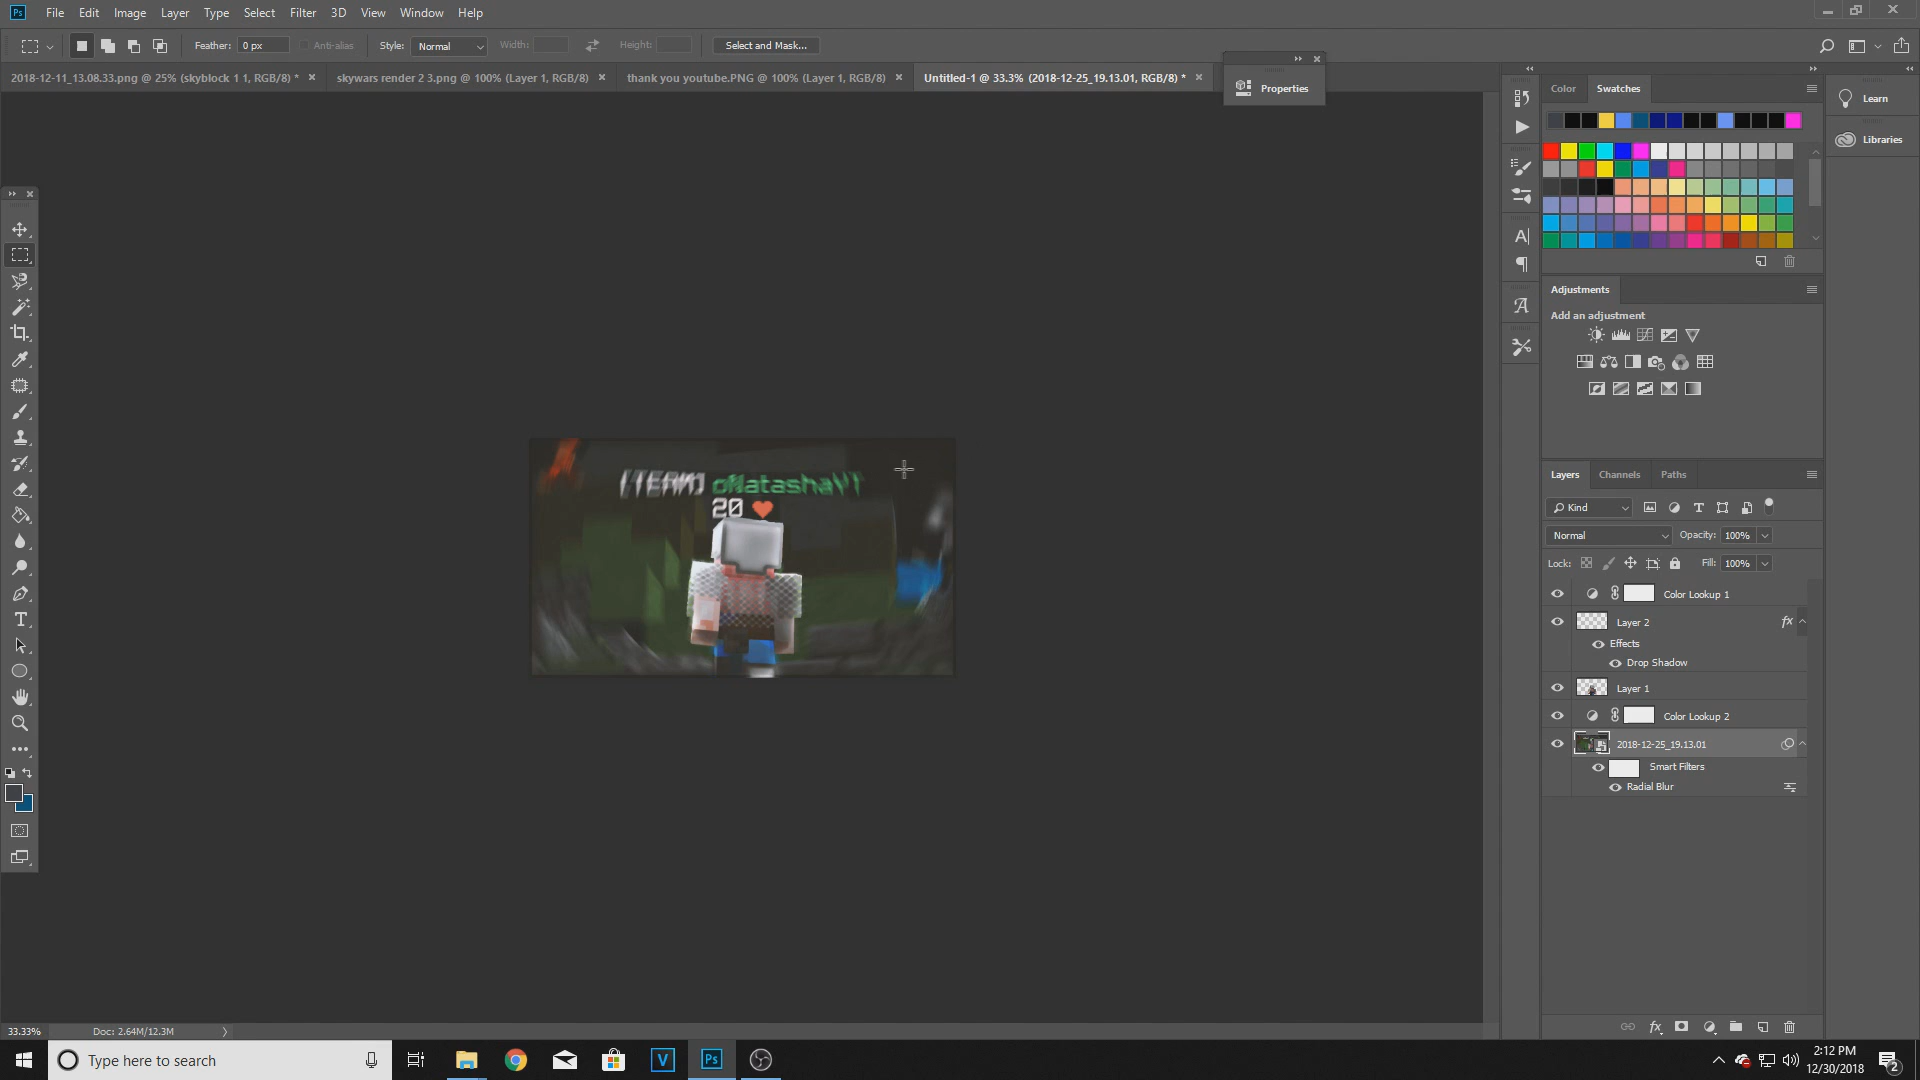 Ps File Edit Image Layer Type Select Filter 3D View Window Help
Feather: 0 px Anti-alias Style: Normal Width: Height: Select and Mask...
2018-12-11_13.08.33.png @ 25% (skyblock 1 1, RGB/8) * skywars render 2 3.png @ 100% (Layer 1, RGB/8) thank you youtube.PNG @ 100% (Layer 1, RGB/8) Untitled-1 @ 33.3% (2018-12-25_19.13.01, RGB/8) *
Properties
Color Swatches
Learn
Libraries
Adjustments
Add an adjustment
[TEAM] oNatashaYT
20
Layers Channels Paths
Kind
Normal Opacity: 100%
Lock: Fill: 100%
Color Lookup 1
Layer 2 fx
Effects
Drop Shadow
Layer 1
Color Lookup 2
2018-12-25_19.13.01
Smart Filters
Radial Blur
33.33% Doc: 2.64M/12.3M
fx
Type here to search
V
Ps
2:12 PM
12/30/2018
2